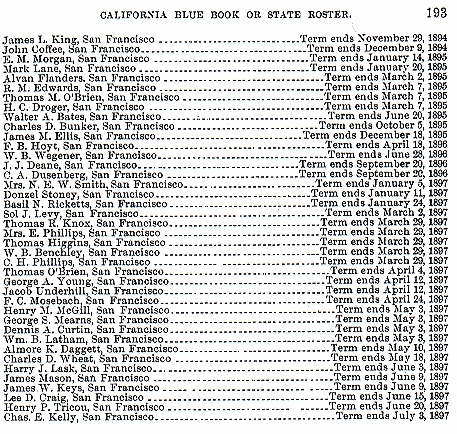 CALIFORNIA BLUE BOOK OR STATE ROSTER. 193
James L. King, San Francisco Term ends November 29, 1894
John Coffee, San Francisco Term ends December 9, 1894
E. M. Morgan, San Francisco Term ends January 14, 1895
Mark Lane, San Francisco Term ends January 20, 1895
Alvan Flanders, San Francisco Term ends March 2, 1895
R. M. Edwards, San Francisco Term ends March 7, 1895
Thomas M. O'Brien, San Francisco Term ends March 7, 1895
H. C. Droger, San Francisco Term ends March 7, 1895
Walter A. Bates, San Francisco Term ends June 20, 1895
Charles D. Bunker, San Francisco Term ends October 5, 1895
James M. Ellis, San Francisco Term ends December 18, 1895
F. B. Hoyt, San Francisco Term ends April 18, 1896
W. B. Wegener, San Francisco Term ends June 28, 1896
J. J. Deane, San Francisco Term ends September 20, 1896
C. A. Dusenberg, San Francisco Term ends September 20, 1896
Mrs. N. E. W. Smith, San Francisco Term ends January 5, 1897
Donzel Stoney, San Francisco Term ends January 11, 1897
Basil N. Ricketts, San Francisco Term ends January 24, 1897
Sol J. Levy, San Francisco Term ends March 2, 1897
Thomas R. Knox, San Francisco Term ends March 29, 1897
Mrs. E. Phillips, San Francisco Term ends March 29, 1897
Thomas Higgins, San Francisco Term ends March 29, 1897
W. B. Benchley, San Francisco Term ends March 29, 1897
C. H. Phillips, San Francisco Term ends March 29, 1897
Thomas O'Brien, San Francisco Term ends April 4, 1897
George A. Young, San Francisco Term ends April 12, 1897
Jacob Underhill, San Francisco Term ends April 12, 1897
F. C. Mosebach, San Francisco Term ends April 24, 1897
Henry M. McGill, San Francisco Term ends May 3, 1897
George S. Mearns, San Francisco Term ends May 3, 1897
Dennis A. Curtin, San Francisco Term ends May 3, 1897
Wm. B. Latham, San Francisco Term ends May 3, 1897
Almore K. Daggett, San Francisco Term ends May 16, 1897
Charles D. Wheat, San Francisco Term ends May 18, 1897
Harry J. Lask, San Francisco Term ends June 3, 1897
James Mason, San Francisco Term ends June 9, 1897
James W. Keys, San Francisco Term ends June 9, 1897
Lee D. Craig, San Francisco Term ends June 15, 1897
Henry P. Tricou, San Francisco Term ends June 20, 1897
Chas. E. Kelly, San Francisco Term ends July 3, 1897